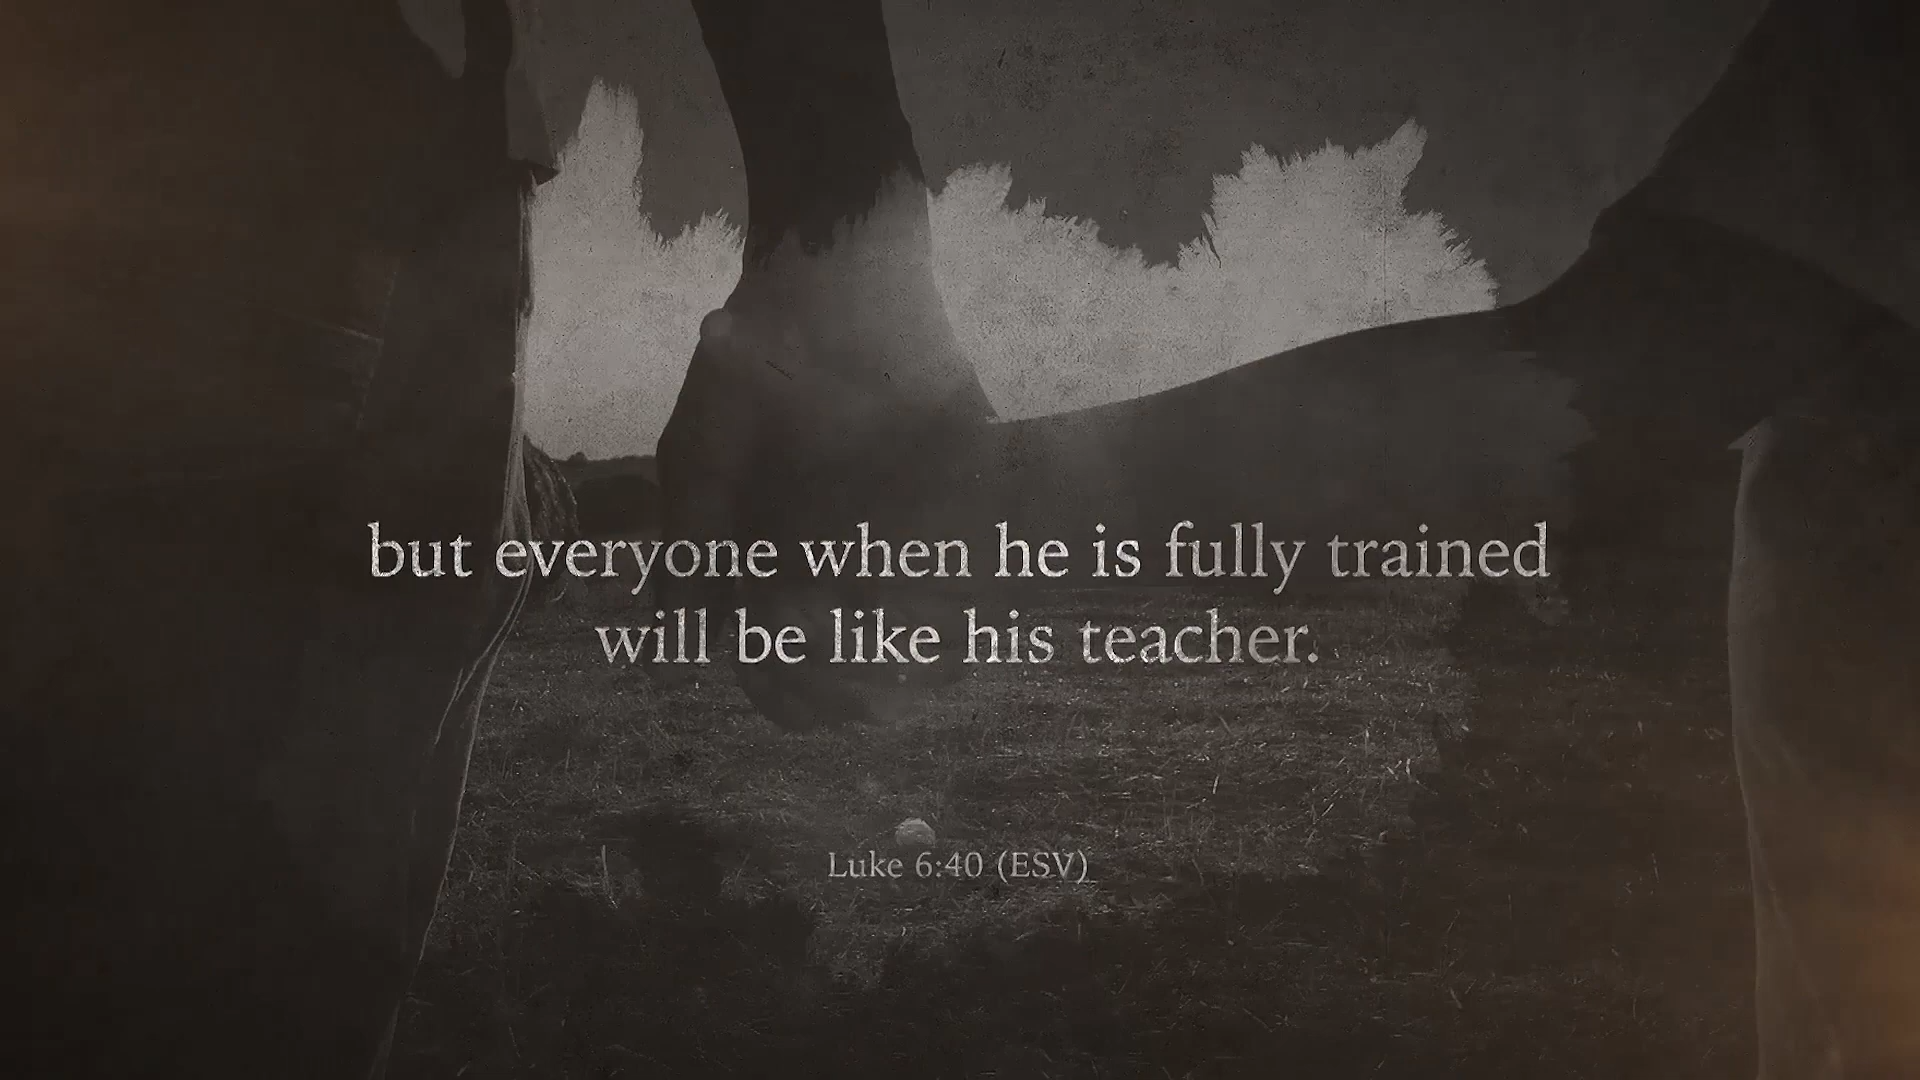 but everyone when he is fully trained
will be like his teacher.
Luke 6:40 (ESV)